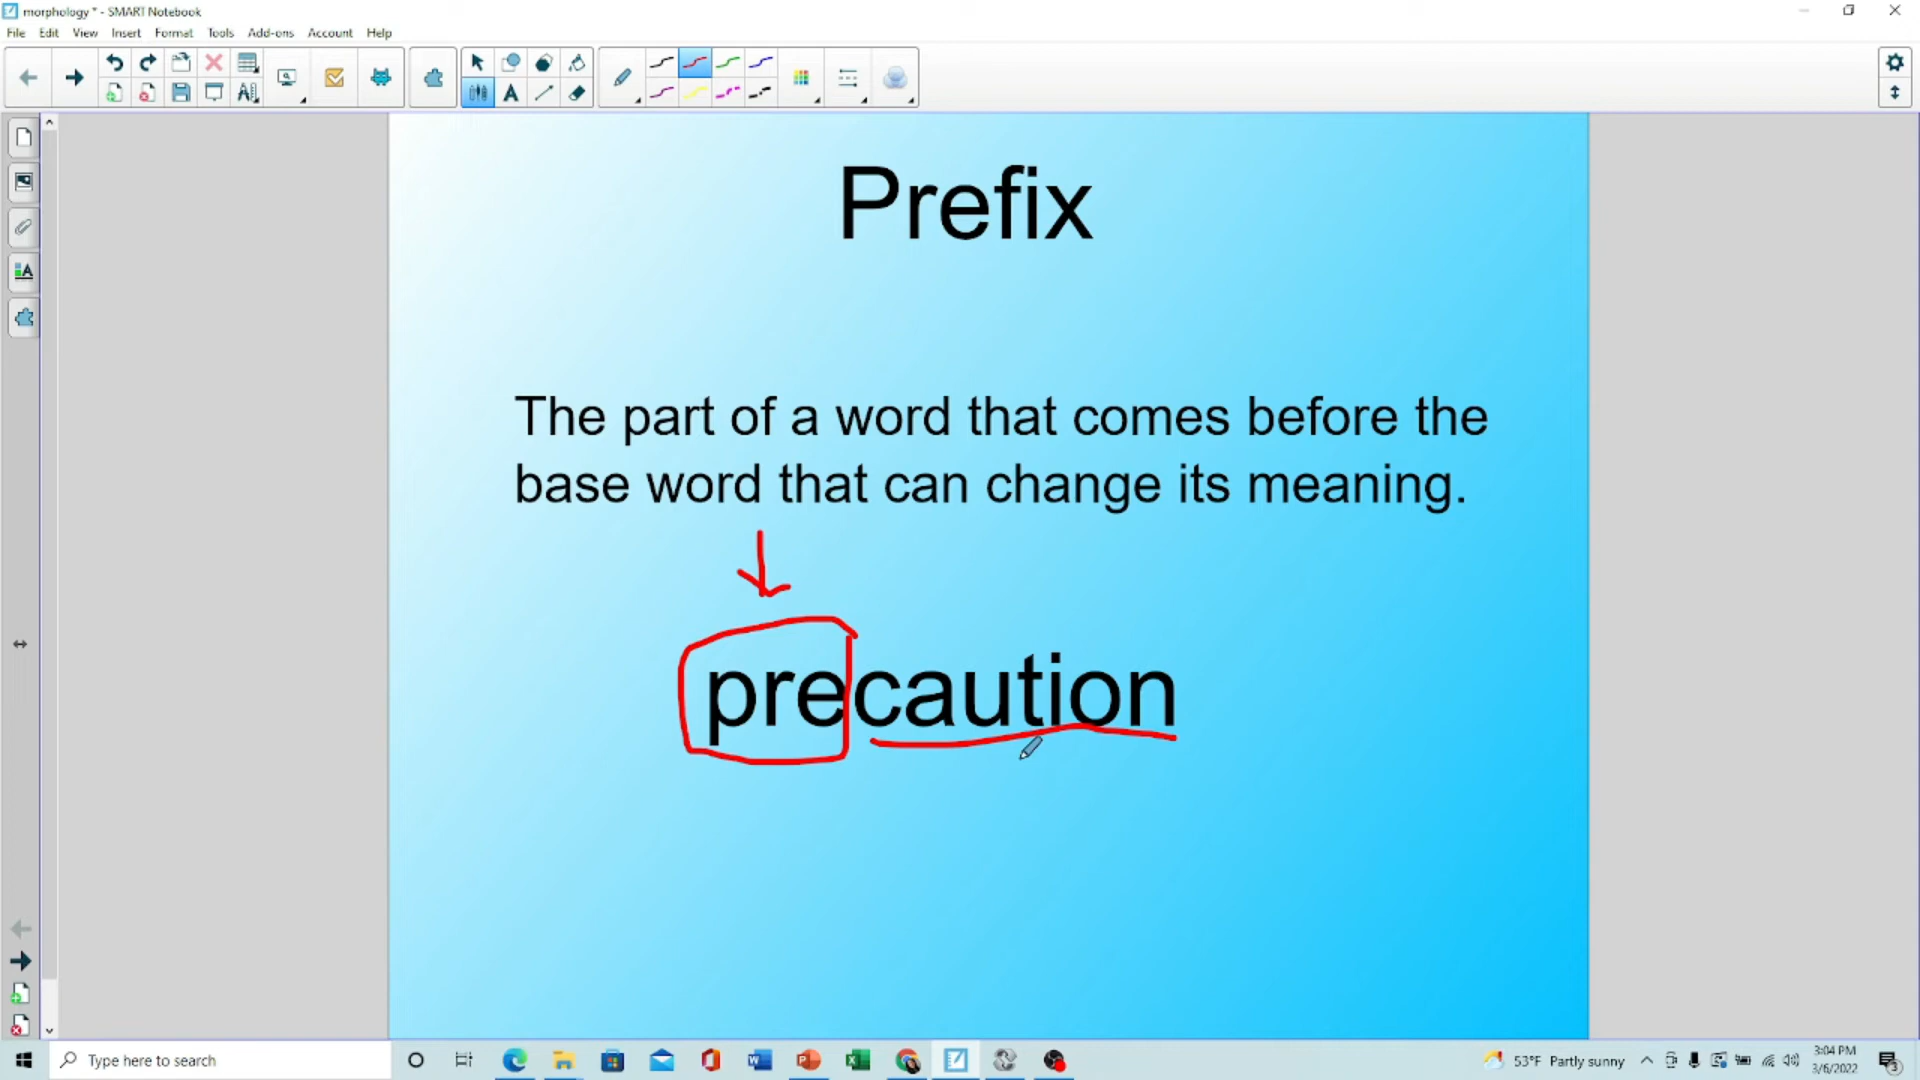 morphology * - SMART Notebook
File Edit View Insert Format Tools Add-ons Account Help
Prefix
The part of a word that comes before the
base word that can change its meaning.
precaution
Type here to search
53°F Partly sunny
3:04 PM
3/6/2022
3